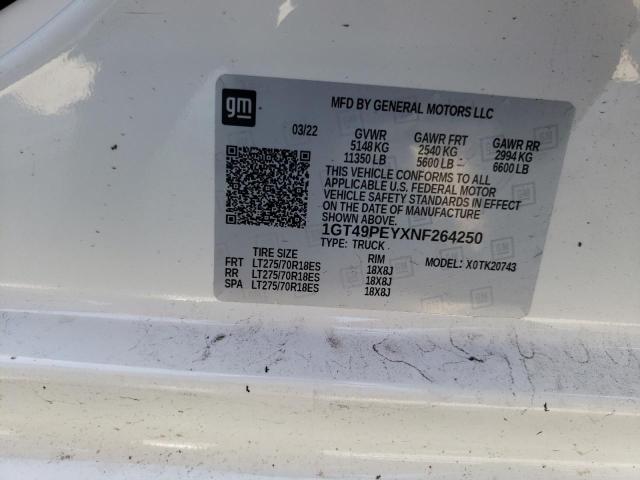 gm
MFD BY GENERAL MOTORS LLC
03/22 GVWR GAWR FRT GAWR RR
5148 KG 2540 KG 2994 KG
11350 LB 5600 LB 6600 LB
THIS VEHICLE CONFORMS TO ALL
APPLICABLE U.S. FEDERAL MOTOR
VEHICLE SAFETY STANDARDS IN
EFFECT ON THE DATE OF MANUFACTURE
SHOWN ABOVE.
1GT49PEYXNF264250
TYPE: TRUCK
TIRE SIZE RIM MODEL: X0TK20743
FRT LT275/70R18ES 18X8J
RR LT275/70R18ES 18X8J
SPA LT275/70R18ES 18X8J